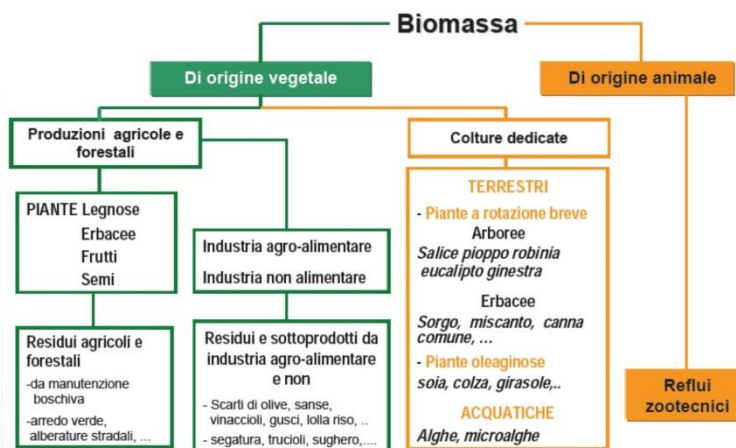 Biomassa
Di origine vegetale
Di origine animale
Produzioni agricole e
forestali
Colture dedicate
PIANTE Legnose
Erbacee
Frutti
Semi
Industria agro-alimentare
Industria non alimentare
TERRESTRI
- Piante a rotazione breve
Arboree
Salice pioppo robinia
eucalipto ginestra
Erbacee
Sorgo, miscanto, canna
comune, ...
- Piante oleaginose
soia, colza, girasole,..
ACQUATICHE
Alghe, microalghe
Residui agricoli e
forestali
-da manutenzione
boschiva
-arredo verde,
alberature stradali, ...
Residui e sottoprodotti da
industria agro-alimentare
e non
- Scarti di olive, sanse,
vinaccioli, gusci, lolla riso, ..
- segatura, trucioli, sughero,....
Reflui
zootecnici